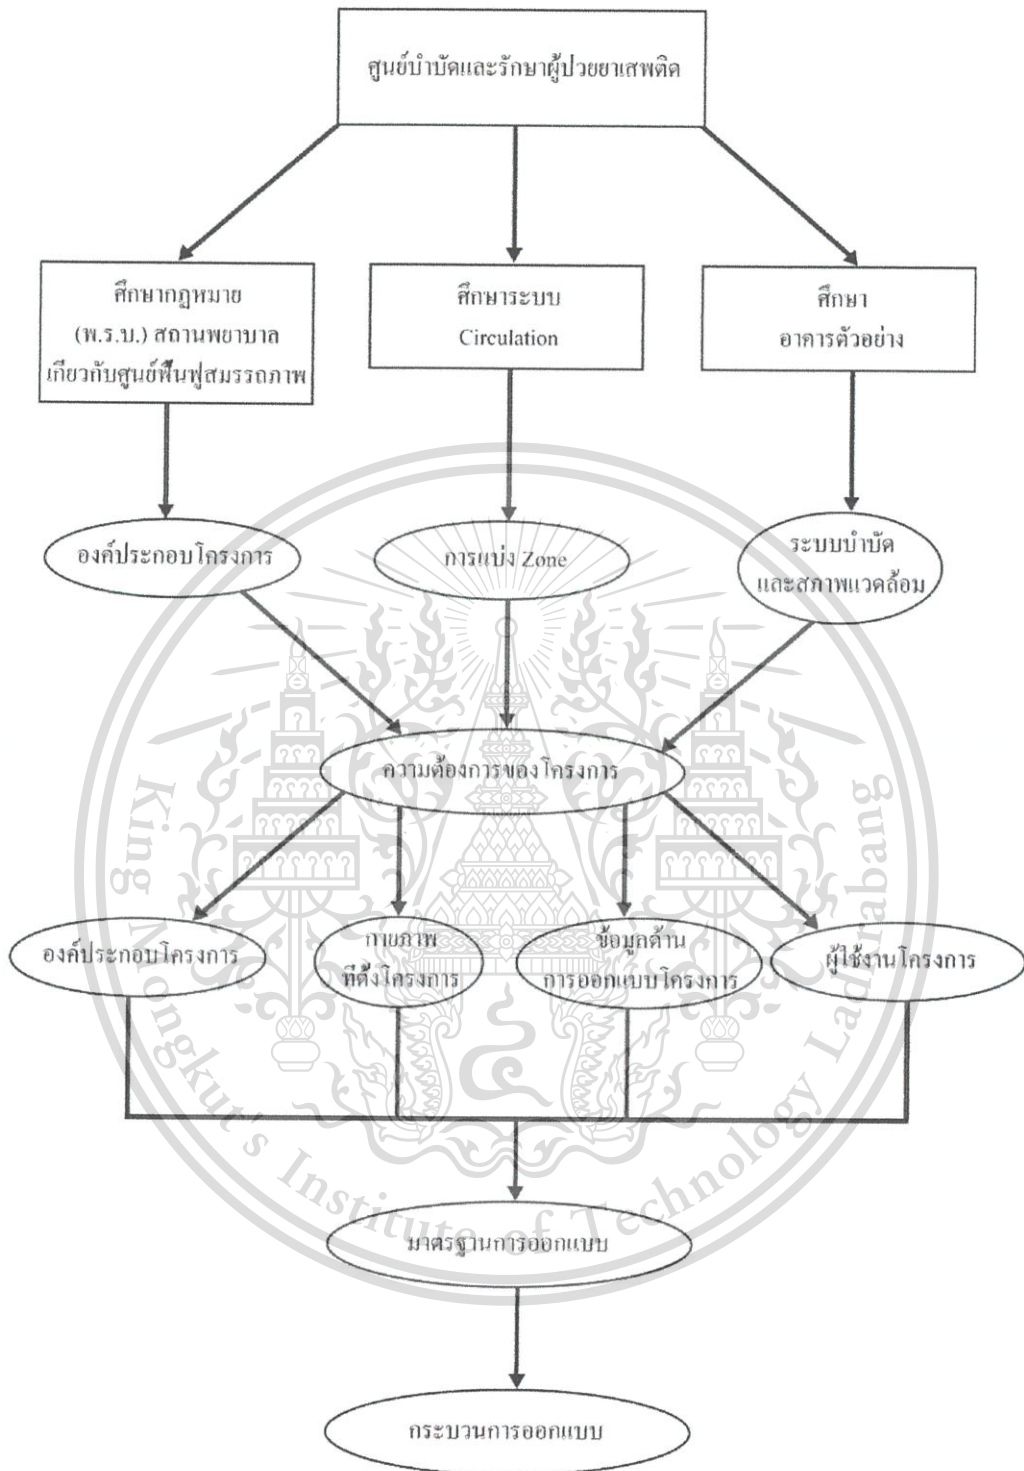 ศูนย์บำบัดและรักษาผู้ป่วยยาเสพติด
ศึกษากฎหมาย
(พ.ร.บ.) สถานพยาบาล
เกี่ยวกับศูนย์ฟื้นฟูสมรรถภาพ
ศึกษาระบบ
Circulation
ศึกษา
อาคารตัวอย่าง
องค์ประกอบโครงการ
การแบ่ง Zone
ระบบบำบัด
และสภาพแวดล้อม
ความต้องการของโครงการ
องค์ประกอบโครงการ
กายภาพ
ที่ตั้งโครงการ
ข้อมูลด้าน
การออกแบบโครงการ
ผู้ใช้งานโครงการ
มาตรฐานการออกแบบ
กระบวนการออกแบบ
King Mongkut's Institute of Technology Ladkrabang